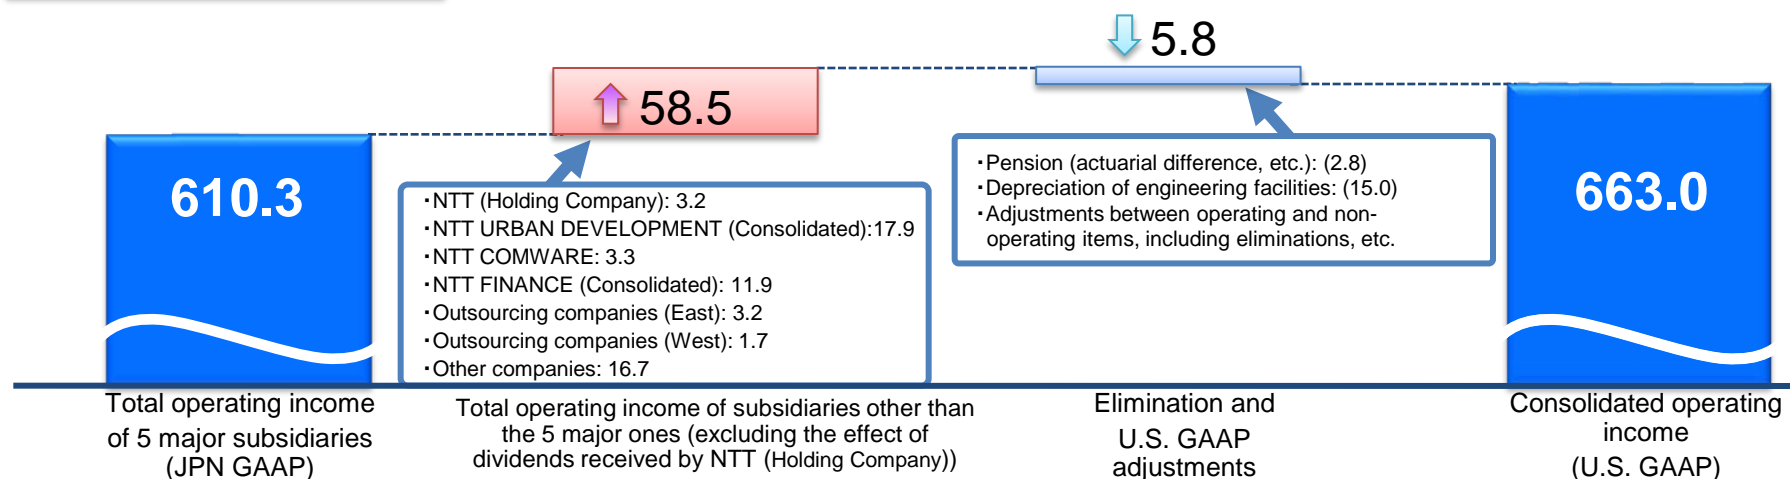 5.8
58.5
610.3
663.0
・NTT (Holding Company): 3.2
・NTT URBAN DEVELOPMENT (Consolidated):17.9
・NTT COMWARE: 3.3
・NTT FINANCE (Consolidated): 11.9
・Outsourcing companies (East): 3.2
・Outsourcing companies (West): 1.7
・Other companies: 16.7
・Pension (actuarial difference, etc.): (2.8)
・Depreciation of engineering facilities: (15.0)
・Adjustments between operating and non-
operating items, including eliminations, etc.
Total operating income
of 5 major subsidiaries
(JPN GAAP)
Total operating income of subsidiaries other than
the 5 major ones (excluding the effect of
dividends received by NTT (Holding Company))
Elimination and
U.S. GAAP
adjustments
Consolidated operating
income
(U.S. GAAP)